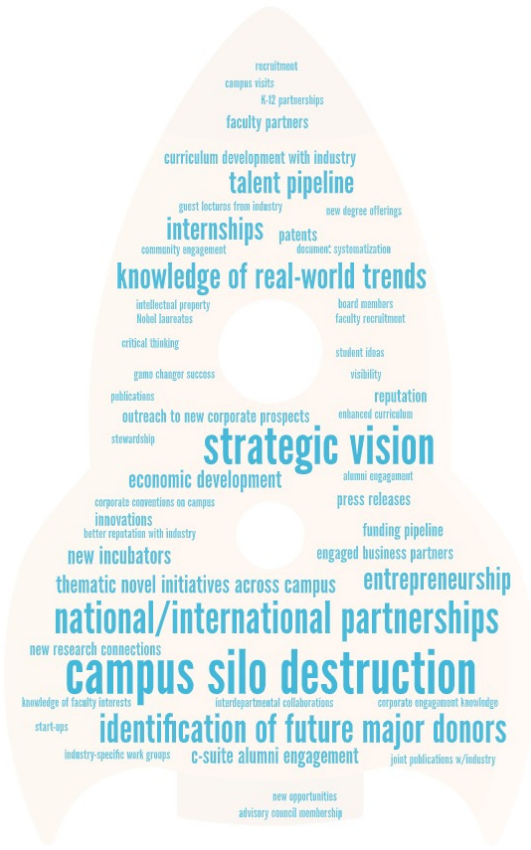 recruitment
campus visits
K-12 partnerships
faculty partners
curriculum development with industry
talent pipeline
guest lectures from industry
new degree offerings
internships
patents
community engagement
document systematization
knowledge of real-world trends
intellectual property
board members
Nobel laureates
faculty recruitment
critical thinking
student ideas
game changer success
visibility
publications
reputation
outreach to new corporate prospects
enhanced curriculum
stewardship
strategic vision
economic development
alumni engagement
corporate conventions on campus
press releases
innovations
better reputation with industry
funding pipeline
new incubators
engaged business partners
thematic novel initiatives across campus
entrepreneurship
national/international partnerships
new research connections
campus silo destruction
knowledge of faculty interests
interdepartmental collaborations
corporate engagement knowledge
start-ups
identification of future major donors
industry-specific work groups
c-suite alumni engagement
joint publications w/industry
new opportunities
advisory council membership